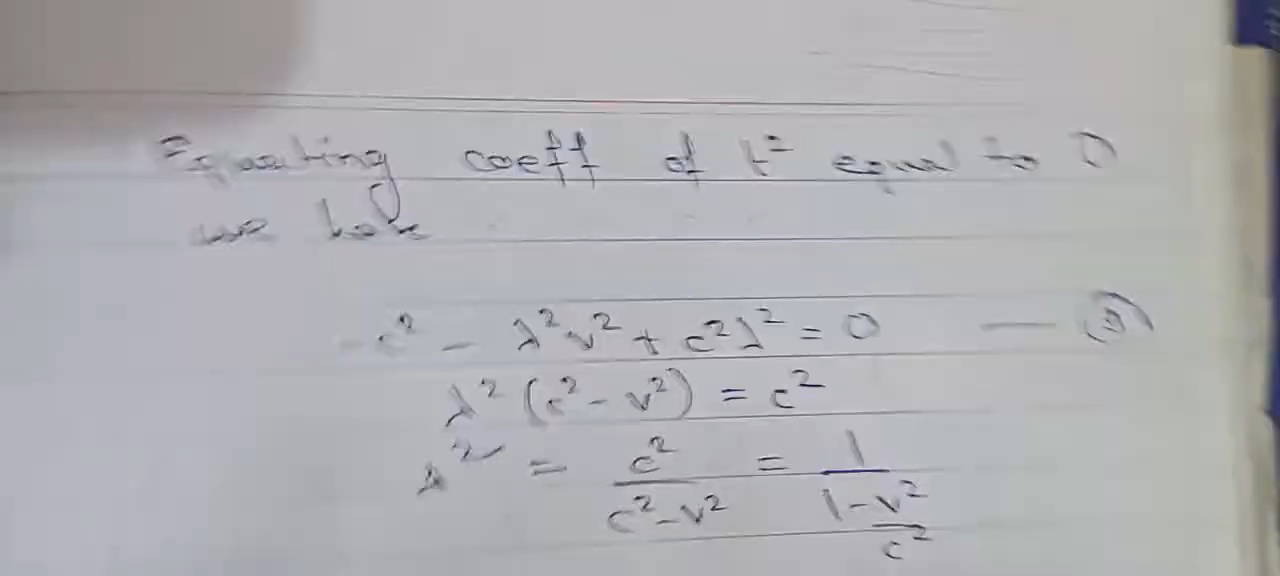 Equating coeff of t² equal to 0
we have
-c² - λ²v² + c²λ² = 0 — (3)
λ²(c² - v²) = c²
λ² = c²/(c² - v²) = 1/(1 - v²/c²)